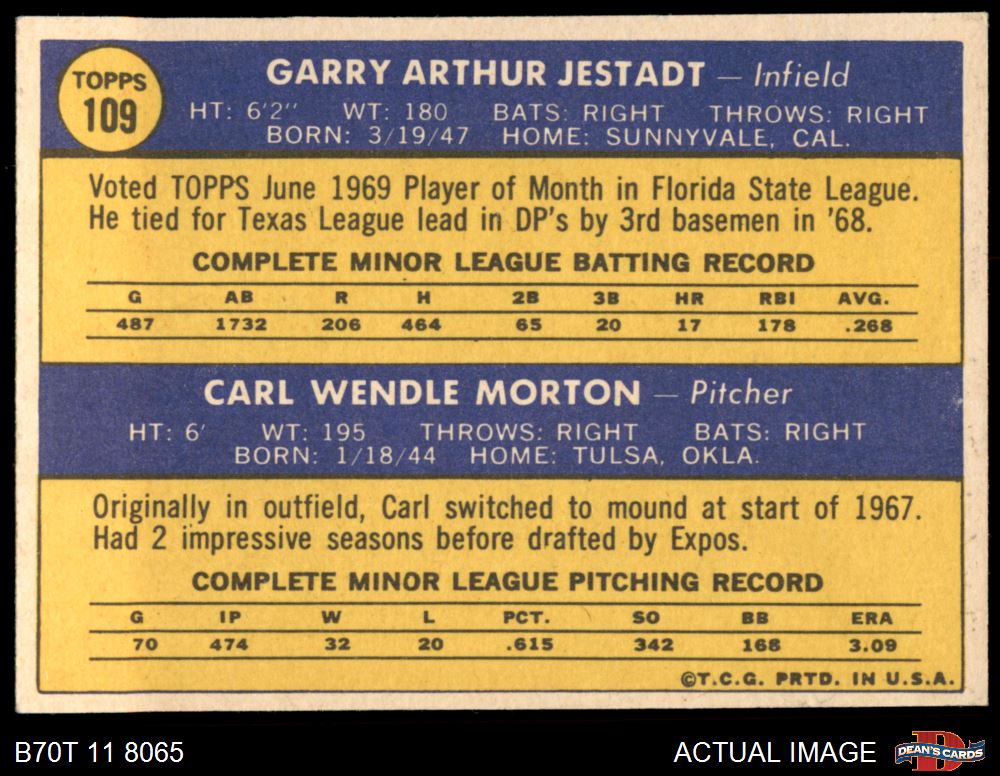 TOPPS
109
GARRY ARTHUR JESTADT — Infield
HT: 6'2" WT: 180 BATS: RIGHT THROWS: RIGHT
BORN: 3/19/47 HOME: SUNNYVALE, CAL.
Voted TOPPS June 1969 Player of Month in Florida State League.
He tied for Texas League lead in DP's by 3rd basemen in '68.
COMPLETE MINOR LEAGUE BATTING RECORD
G AB R H 2B 3B HR RBI AVG.
487 1732 206 464 65 20 17 178 .268
CARL WENDLE MORTON — Pitcher
HT: 6' WT: 195 THROWS: RIGHT BATS: RIGHT
BORN: 1/18/44 HOME: TULSA, OKLA.
Originally in outfield, Carl switched to mound at start of 1967.
Had 2 impressive seasons before drafted by Expos.
COMPLETE MINOR LEAGUE PITCHING RECORD
G IP W L PCT. SO BB ERA
70 474 32 20 .615 342 168 3.09
©T.C.G. PRTD. IN U.S.A.
B70T 11 8065 ACTUAL IMAGE
D DEAN'S CARDS